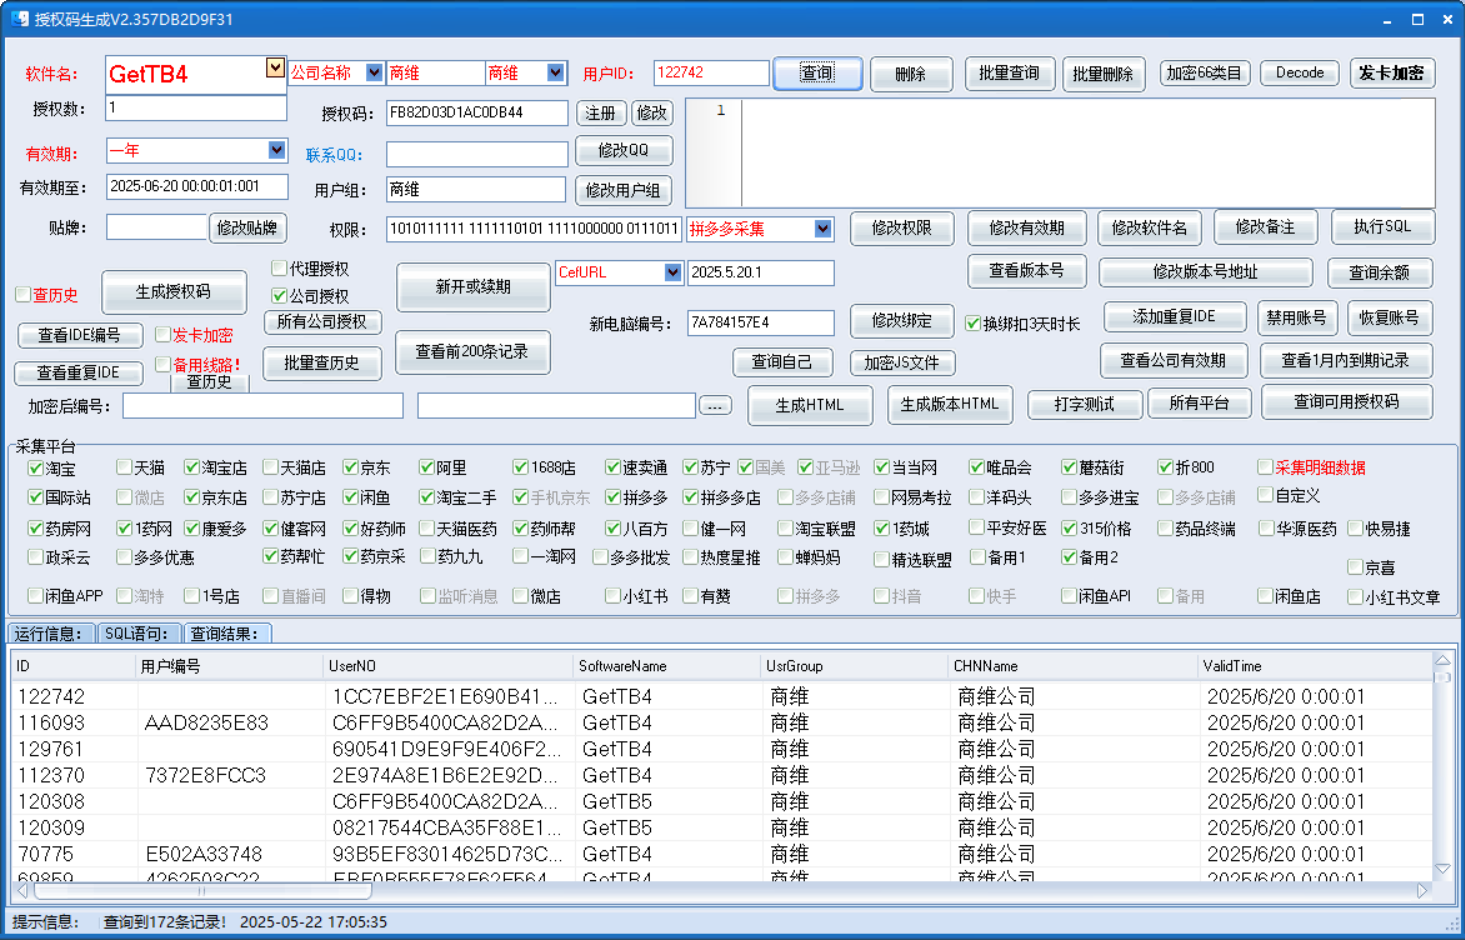 授权码生成V2.357DB2D9F31
软件名： GetTB4 公司名称 商维 商维 用户ID： 122742 查询 删除 批量查询 批量删除 加密66类目 Decode 发卡加密
授权数： 1 授权码： FB82D03D1AC0DB44 注册 修改 1
有效期： 一年 联系QQ： 修改QQ
有效期至： 2025-06-20 00:00:01:001 用户组： 商维 修改用户组
贴牌： 修改贴牌 权限： 1010111111 1111110101 1111000000 0111011 拼多多采集 修改权限 修改有效期 修改软件名 修改备注 执行SQL
代理授权 CefURL 2025.5.20.1 查看版本号 修改版本号地址 查询余额
查历史 生成授权码 公司授权 新开或续期
查看IDE编号 发卡加密 所有公司授权 新电脑编号： 7A784157E4 修改绑定 换绑扣3天时长 添加重复IDE 禁用账号 恢复账号
查看重复IDE 备用线路! 查历史 批量查历史 查看前200条记录 查询自己 加密JS文件 查看公司有效期 查看1月内到期记录
加密后编号： ... 生成HTML 生成版本HTML 打字测试 所有平台 查询可用授权码
采集平台
淘宝 天猫 淘宝店 天猫店 京东 阿里 1688店 速卖通 苏宁 国美 亚马逊 当当网 唯品会 蘑菇街 折800 采集明细数据
国际站 微店 京东店 苏宁店 闲鱼 淘宝二手 手机京东 拼多多 拼多多店 多多店铺 网易考拉 洋码头 多多进宝 多多店铺 自定义
药房网 1药网 康爱多 健客网 好药师 天猫医药 药师帮 八百方 健一网 淘宝联盟 1药城 平安好医 315价格 药品终端 华源医药 快易捷
政采云 多多优惠 药帮忙 药京采 药九九 一淘网 多多批发 热度星推 蝉妈妈 精选联盟 备用1 备用2 京喜
闲鱼APP 淘特 1号店 直播间 得物 监听消息 微店 小红书 有赞 拼多多 抖音 快手 闲鱼API 备用 闲鱼店 小红书文章
运行信息： SQL语句： 查询结果：
ID 用户编号 UserNO SoftwareName UsrGroup CHNName ValidTime
122742 1CC7EBF2E1E690B41... GetTB4 商维 商维公司 2025/6/20 0:00:01
116093 AAD8235E83 C6FF9B5400CA82D2A... GetTB4 商维 商维公司 2025/6/20 0:00:01
129761 690541D9E9F9E406F2... GetTB4 商维 商维公司 2025/6/20 0:00:01
112370 7372E8FCC3 2E974A8E1B6E2E92D... GetTB4 商维 商维公司 2025/6/20 0:00:01
120308 C6FF9B5400CA82D2A... GetTB5 商维 商维公司 2025/6/20 0:00:01
120309 08217544CBA35F88E1... GetTB5 商维 商维公司 2025/6/20 0:00:01
70775 E502A33748 93B5EF83014625D73C... GetTB4 商维 商维公司 2025/6/20 0:00:01
GetTB4 商维 商维公司 2025/6/20 0:00:01
提示信息： 查询到172条记录! 2025-05-22 17:05:35